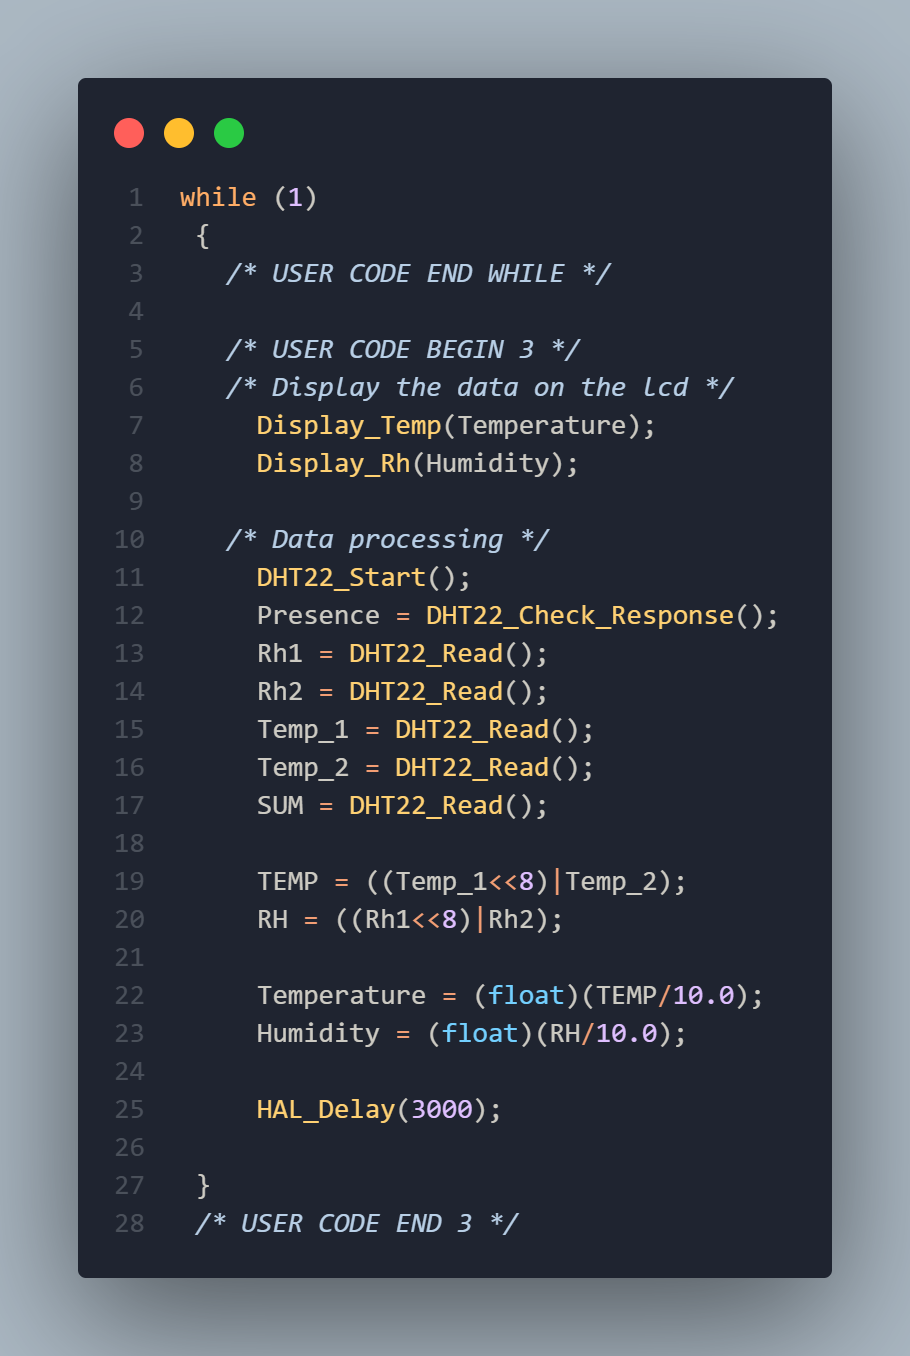 1 while (1)
2 {
3 /* USER CODE END WHILE */
4
5 /* USER CODE BEGIN 3 */
6 /* Display the data on the lcd */
7 Display_Temp(Temperature);
8 Display_Rh(Humidity);
9
10 /* Data processing */
11 DHT22_Start();
12 Presence = DHT22_Check_Response();
13 Rh1 = DHT22_Read();
14 Rh2 = DHT22_Read();
15 Temp_1 = DHT22_Read();
16 Temp_2 = DHT22_Read();
17 SUM = DHT22_Read();
18
19 TEMP = ((Temp_1<<8)|Temp_2);
20 RH = ((Rh1<<8)|Rh2);
21
22 Temperature = (float)(TEMP/10.0);
23 Humidity = (float)(RH/10.0);
24
25 HAL_Delay(3000);
26
27 }
28 /* USER CODE END 3 */